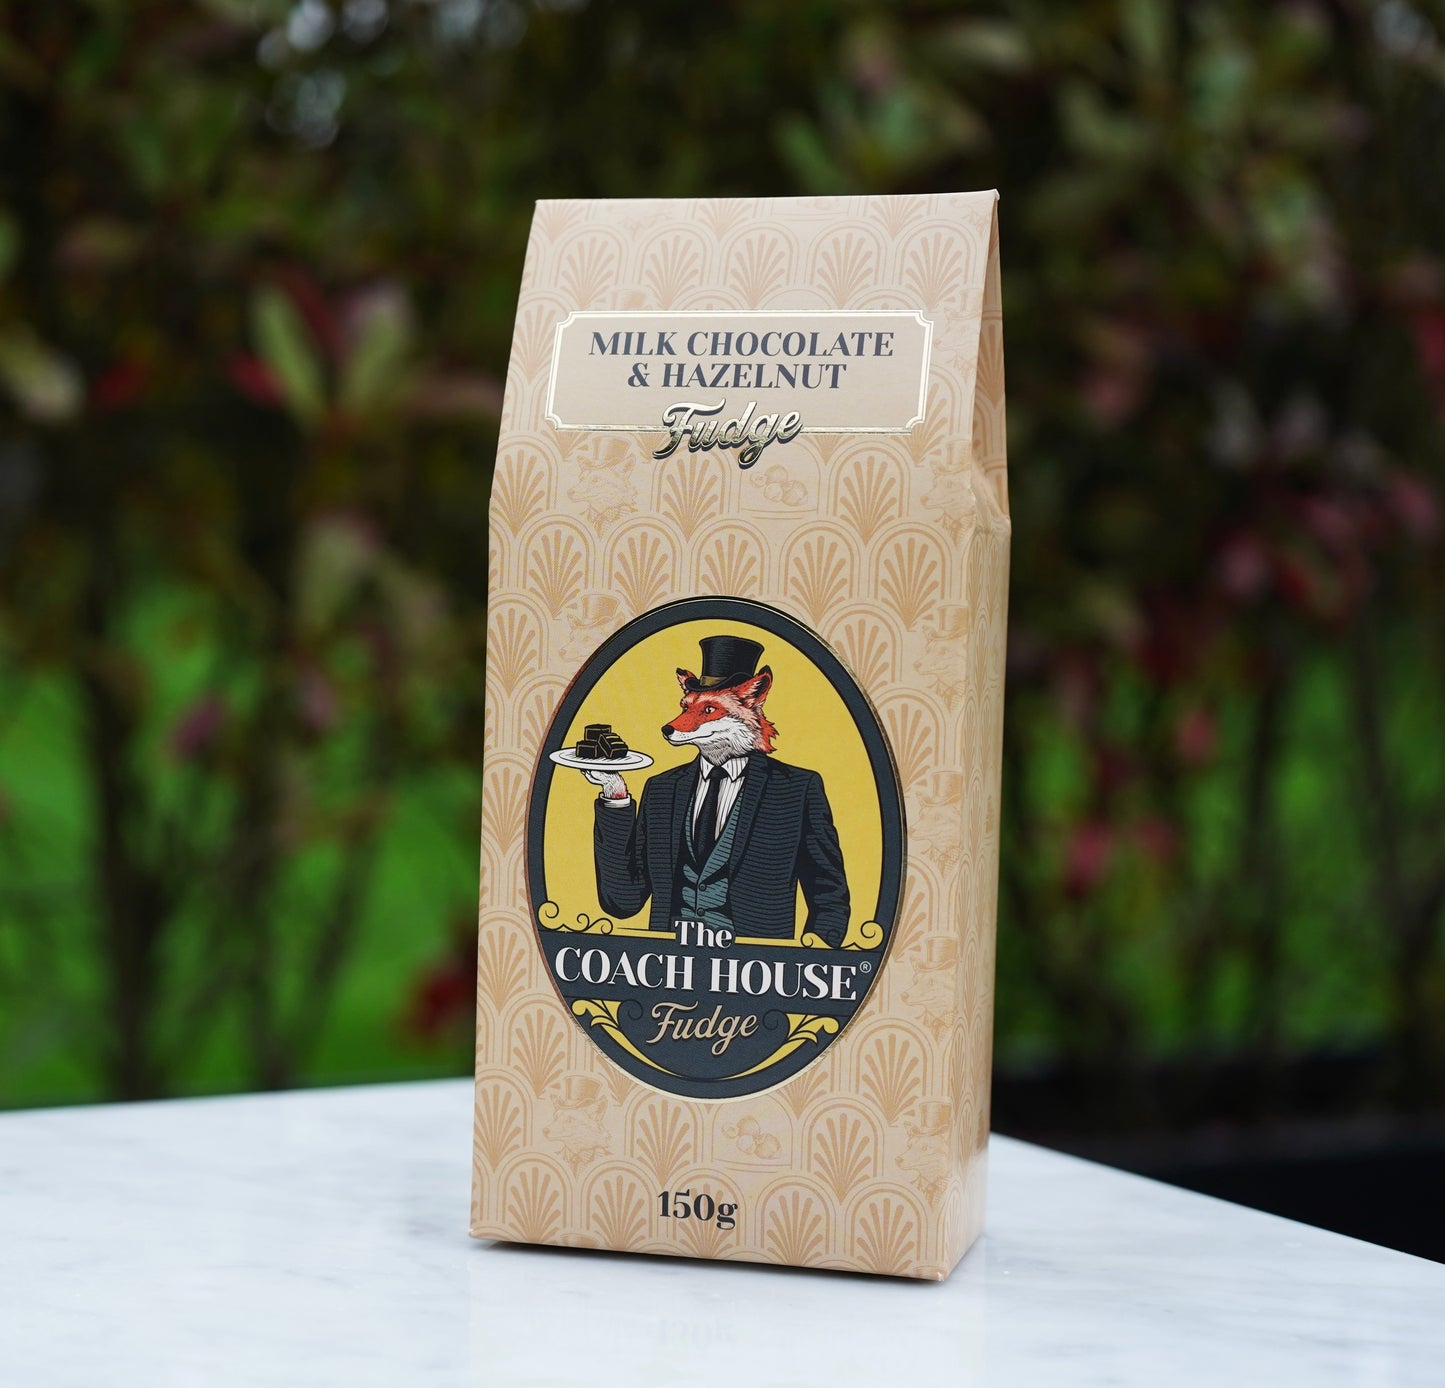 MILK CHOCOLATE
& HAZELNUT
Fudge
The
COACH HOUSE®
Fudge
150g